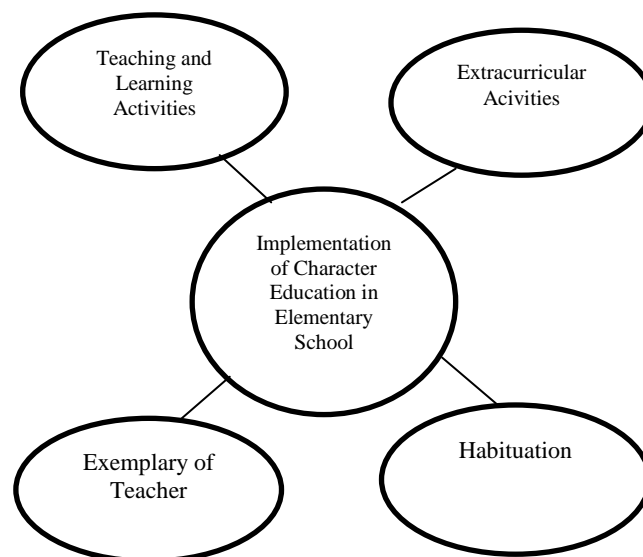 Teaching and
Learning
Activities
Extracurricular
Acivities
Implementation
of Character
Education in
Elementary
School
Exemplary of
Teacher
Habituation